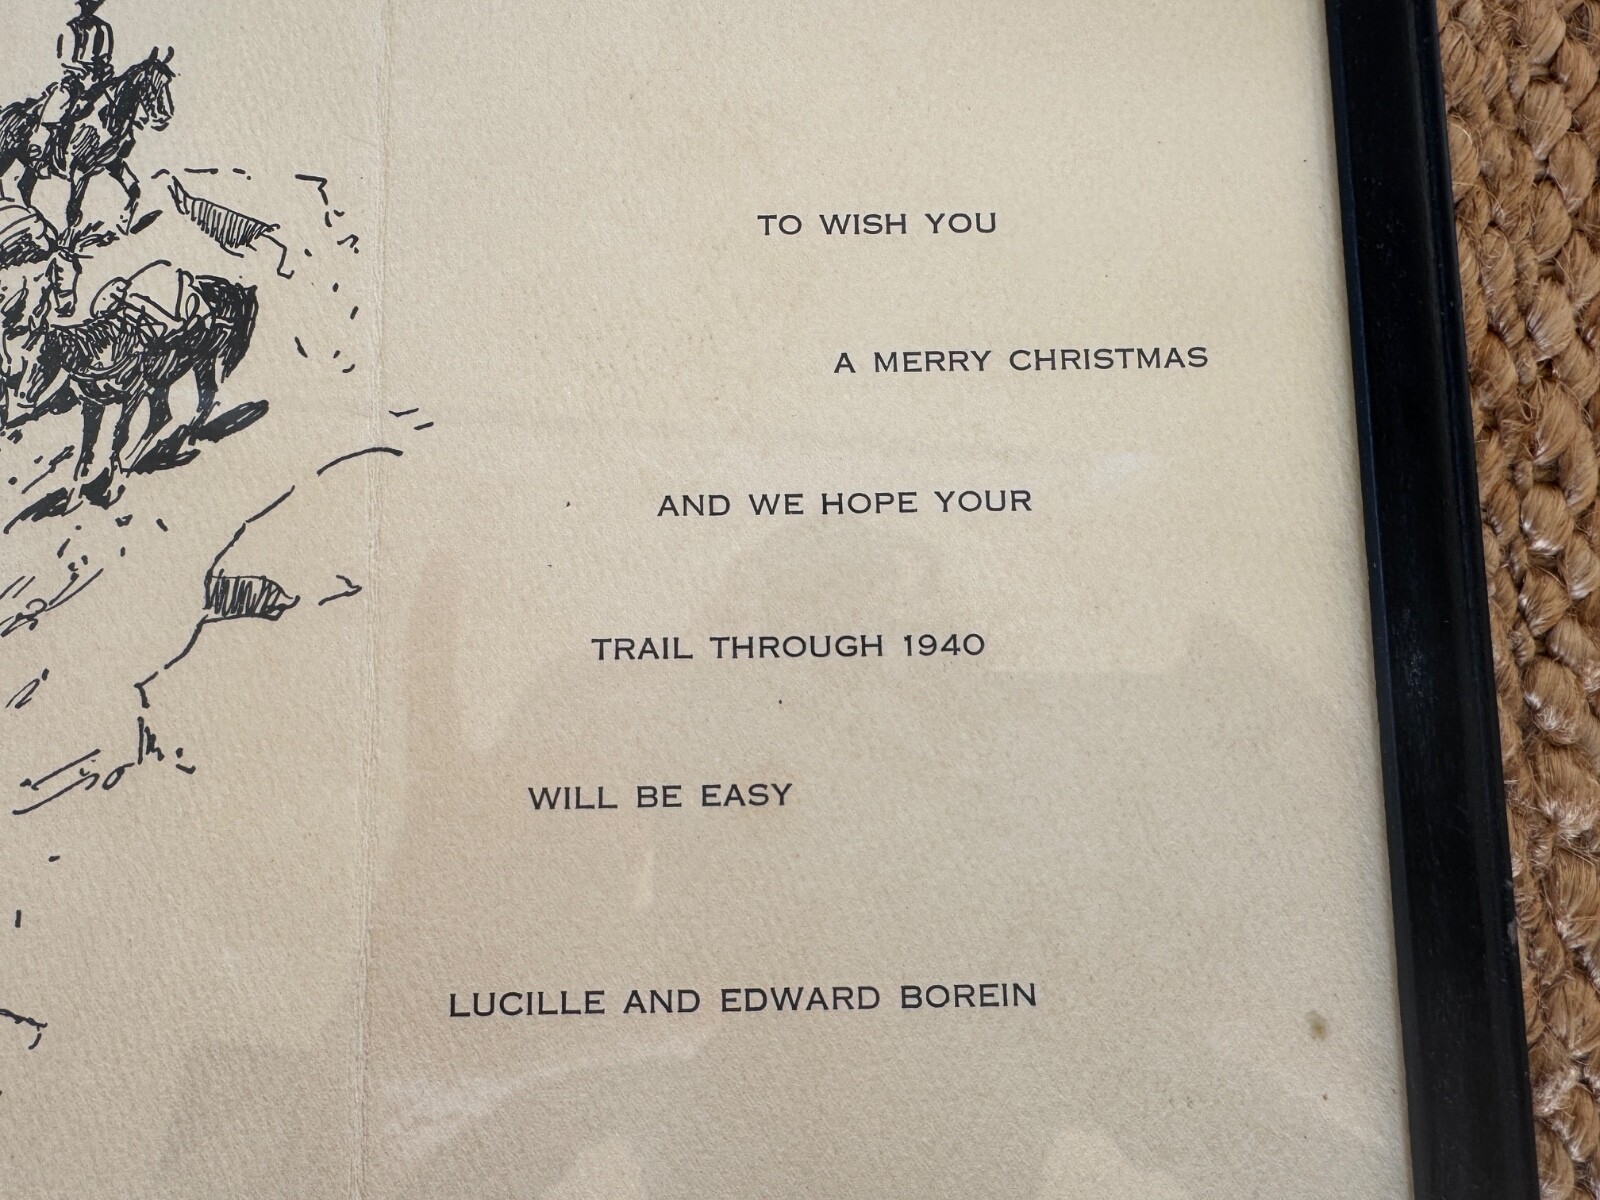 TO WISH YOU
A MERRY CHRISTMAS
AND WE HOPE YOUR
TRAIL THROUGH 1940
WILL BE EASY
LUCILLE AND EDWARD BOREIN